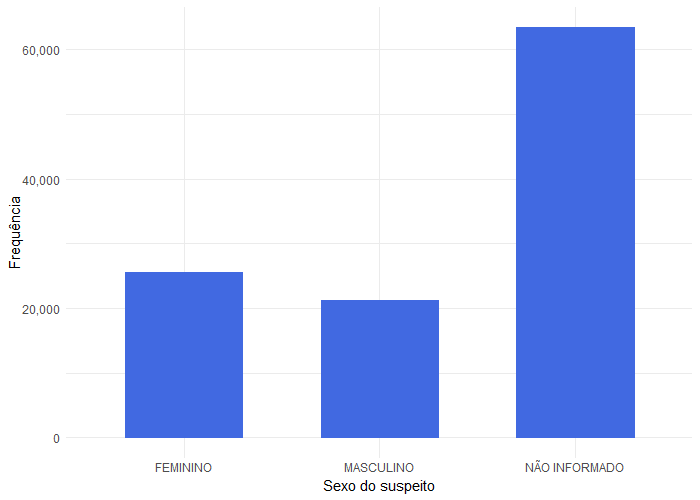 60,000
40,000
20,000
0
Frequência
FEMININO
MASCULINO
NÃO INFORMADO
Sexo do suspeito